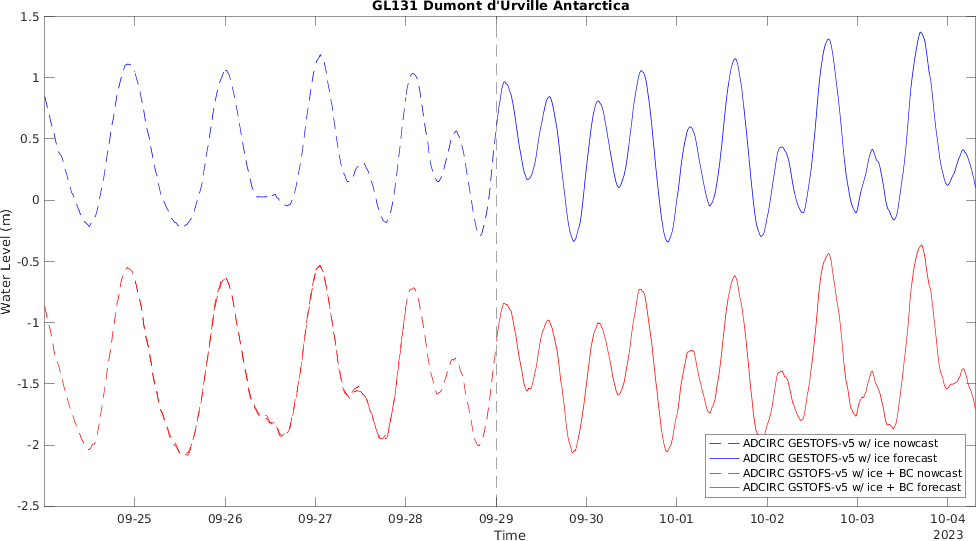 GL131 Dumont d'Urville Antarctica
1.5
1
0.5
0
-0.5
-1
-1.5
-2
-2.5
Water Level (m)
ADCIRC GESTOFS-v5 w/ ice nowcast
ADCIRC GESTOFS-v5 w/ ice forecast
ADCIRC GSTOFS-v5 w/ ice + BC nowcast
ADCIRC GSTOFS-v5 w/ ice + BC forecast
09-25 09-26 09-27 09-28 09-29 09-30 10-01 10-02 10-03 10-04
2023
Time